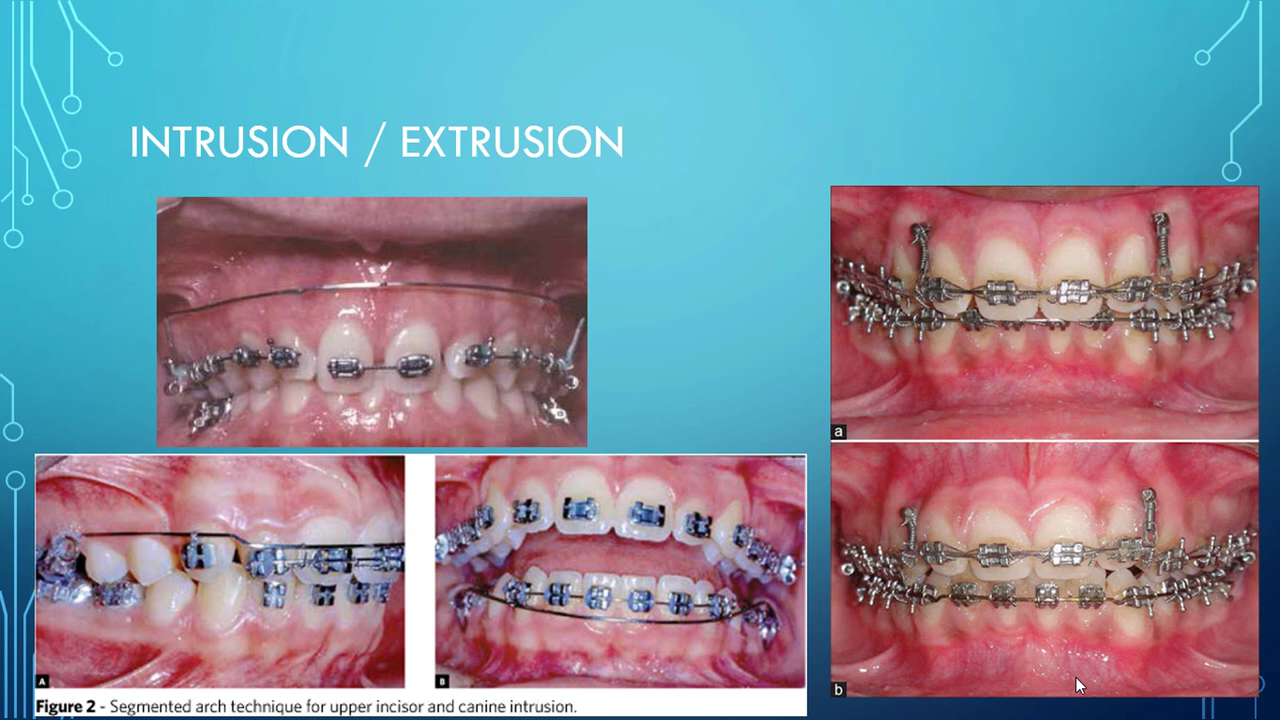 INTRUSION / EXTRUSION
a
A
B
b
Figure 2 - Segmented arch technique for upper incisor and canine intrusion.